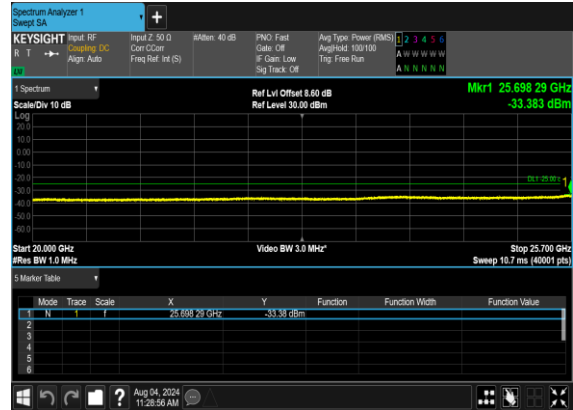 Spectrum Analyzer 1
Swept SA
+
KEYSIGHT Input: RF Input Z: 50 Ω #Atten: 40 dB PNO: Fast Avg Type: Power (RMS) 1 2 3 4 5 6
R T Coupling: DC Corr CCorr Gate: Off Avg|Hold: 100/100 A W W W W W
Align: Auto Freq Ref: Int (S) IF Gain: Low Trig: Free Run
LXI Sig Track: Off A N N N N N
1 Spectrum Ref Lvl Offset 8.60 dB Mkr1 25.698 29 GHz
Scale/Div 10 dB Ref Level 30.00 dBm -33.383 dBm
Log
20.0
10.0
0.00
-10.0
DL1 -25.00
1
-20.0
-30.0
-40.0
-50.0
-60.0
Start 20.000 GHz Video BW 3.0 MHz* Stop 25.700 GHz
#Res BW 1.0 MHz Sweep 10.7 ms (40001 pts)
5 Marker Table
Mode Trace Scale X Y Function Function Width Function Value
1 N 1 f 25.698 29 GHz -33.38 dBm
2
3
4
5
6
? Aug 04, 2024
11:28:56 AM